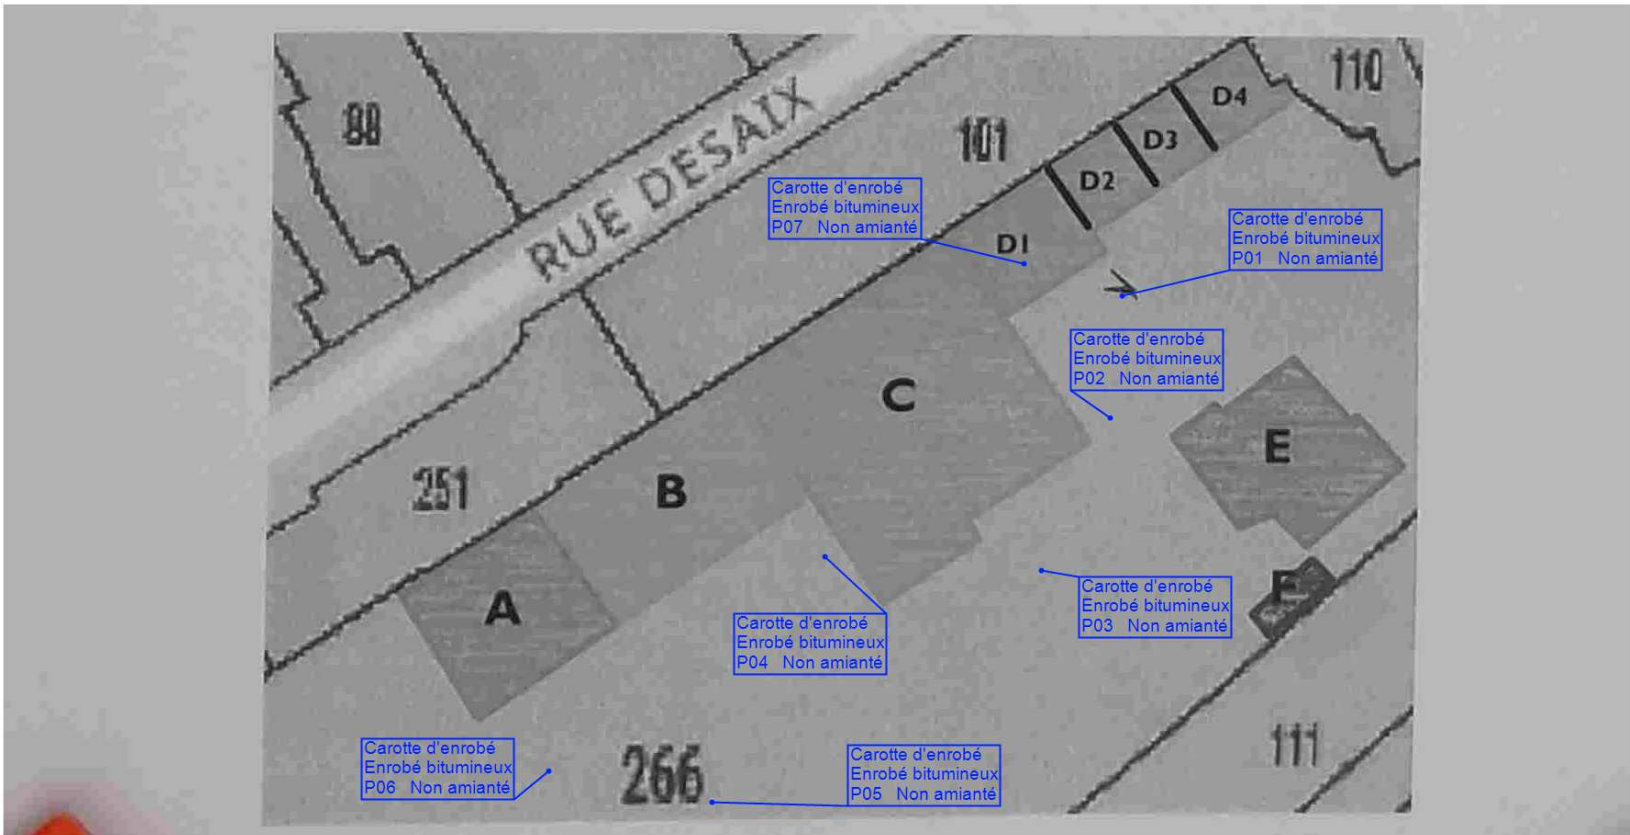 88
110
D4
RUE DESAIX
101
D3
D2
Carotte d'enrobé
Enrobé bitumineux
P07 Non amianté
D1
Carotte d'enrobé
Enrobé bitumineux
P01 Non amianté
Carotte d'enrobé
Enrobé bitumineux
P02 Non amianté
C
E
251
B
A
F
Carotte d'enrobé
Enrobé bitumineux
P03 Non amianté
Carotte d'enrobé
Enrobé bitumineux
P04 Non amianté
Carotte d'enrobé
Enrobé bitumineux
P06 Non amianté
266
Carotte d'enrobé
Enrobé bitumineux
P05 Non amianté
111